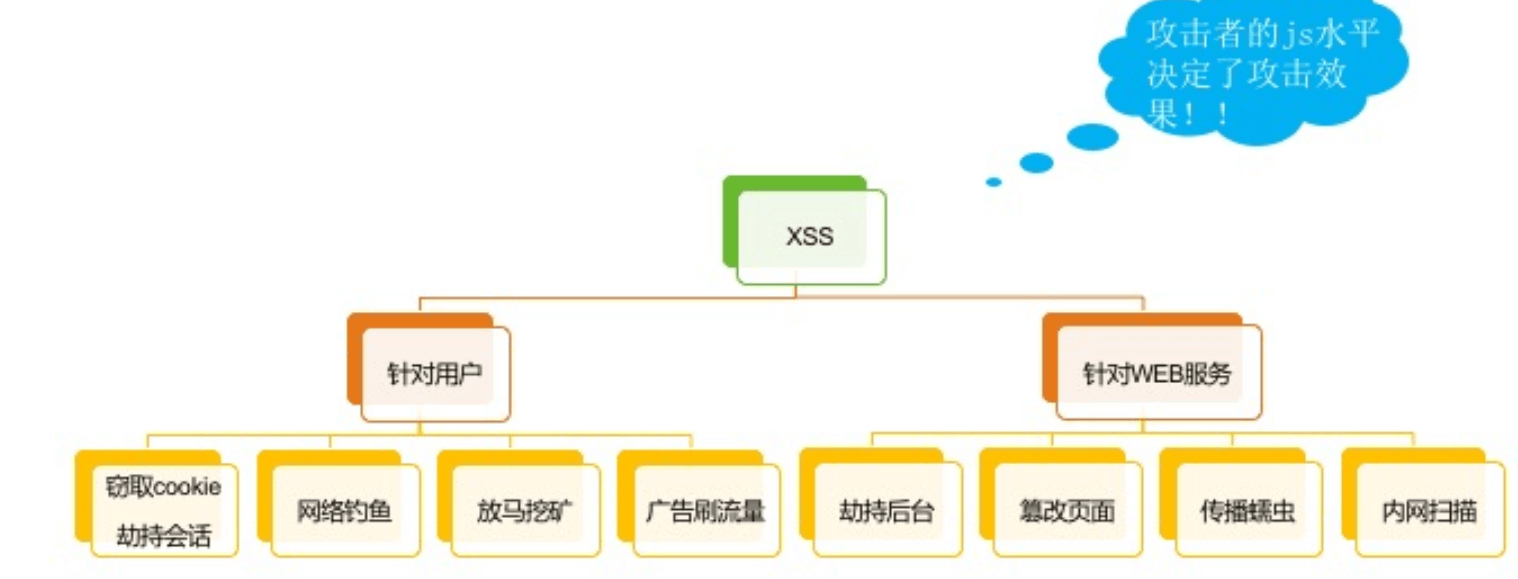 攻击者的js水平
决定了攻击效
果！！
XSS
针对用户
针对WEB服务
窃取cookie
劫持会话
网络钓鱼
放马挖矿
广告刷流量
劫持后台
篡改页面
传播蠕虫
内网扫描